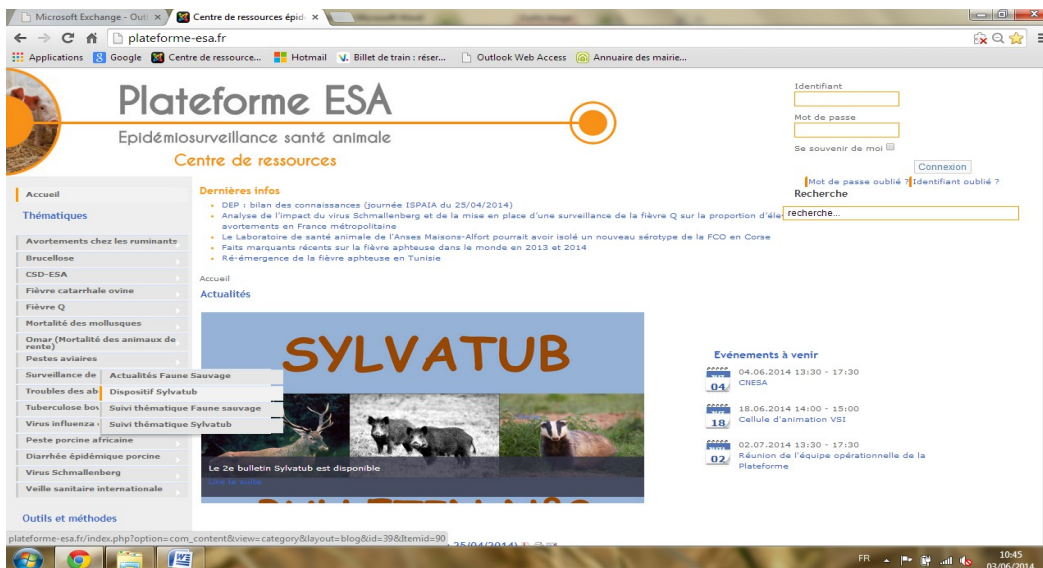 Microsoft Exchange - Out
Centre de ressources épid
plateforme-esa.fr
Applications
Google
Centre de ressource...
Hotmail
Billet de train : réser...
Outlook Web Access
Annuaire des mairie...
Plateforme ESA
Epidémiosurveillance santé animale
Centre de ressources
Identifiant
Mot de passe
Se souvenir de moi
Connexion
Mot de passe oublié ?
Identifiant oublié ?
Recherche
recherche...
Accueil
Thématiques
Avortements chez les ruminants
Brucellose
CSD-ESA
Fièvre catarrhale ovine
Fièvre Q
Mortalité des mollusques
Omar (Mortalité des animaux de
rente)
Pestes aviaires
Surveillance de
Troubles des ab
Tuberculose bov
Virus influenza
Peste porcine africaine
Diarrhée épidémique porcine
Virus Schmallenberg
Veille sanitaire internationale
Outils et méthodes
Actualités Faune Sauvage
Dispositif Sylvatub
Suivi thématique Faune sauvage
Suivi thématique Sylvatub
Dernières infos
DEP : bilan des connaissances (journée ISPAIA du 25/04/2014)
Analyse de l'impact du virus Schmallenberg et de la mise en place d'une surveillance de la fièvre Q sur la proportion d'éle
avortements en France métropolitaine
Le Laboratoire de santé animale de l'Anses Maisons-Alfort pourrait avoir isolé un nouveau sérotype de la FCO en Corse
Faits marquants récents sur la fièvre aphteuse dans le monde en 2013 et 2014
Ré-émergence de la fièvre aphteuse en Tunisie
Accueil
Actualités
SYLVATUB
Le 2e bulletin Sylvatub est disponible
Lire la suite
Evénements à venir
04
04.06.2014 13:30 - 17:30
CNESA
18
18.06.2014 14:00 - 15:00
Cellule d'animation VSI
02
02.07.2014 13:30 - 17:30
Réunion de l'équipe opérationnelle de la
Plateforme
plateforme-esa.fr/index.php?option=com_content&view=category&layout=blog&id=39&Itemid=90
25/04/2014)
FR
10:45
03/06/2014